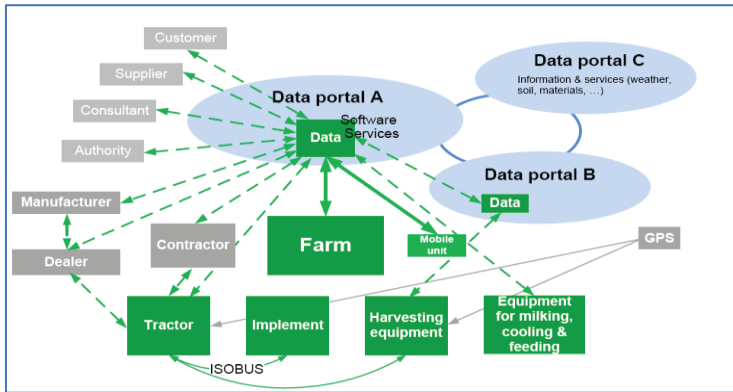 Customer
Supplier
Consultant
Authority
Manufacturer
Dealer
Contractor
Data portal A
Software
Services
Data
Data portal C
Information & services (weather,
soil, materials, …)
Data portal B
Data
Farm
Mobile
unit
GPS
Tractor
Implement
Harvesting
equipment
Equipment
for milking,
cooling &
feeding
ISOBUS